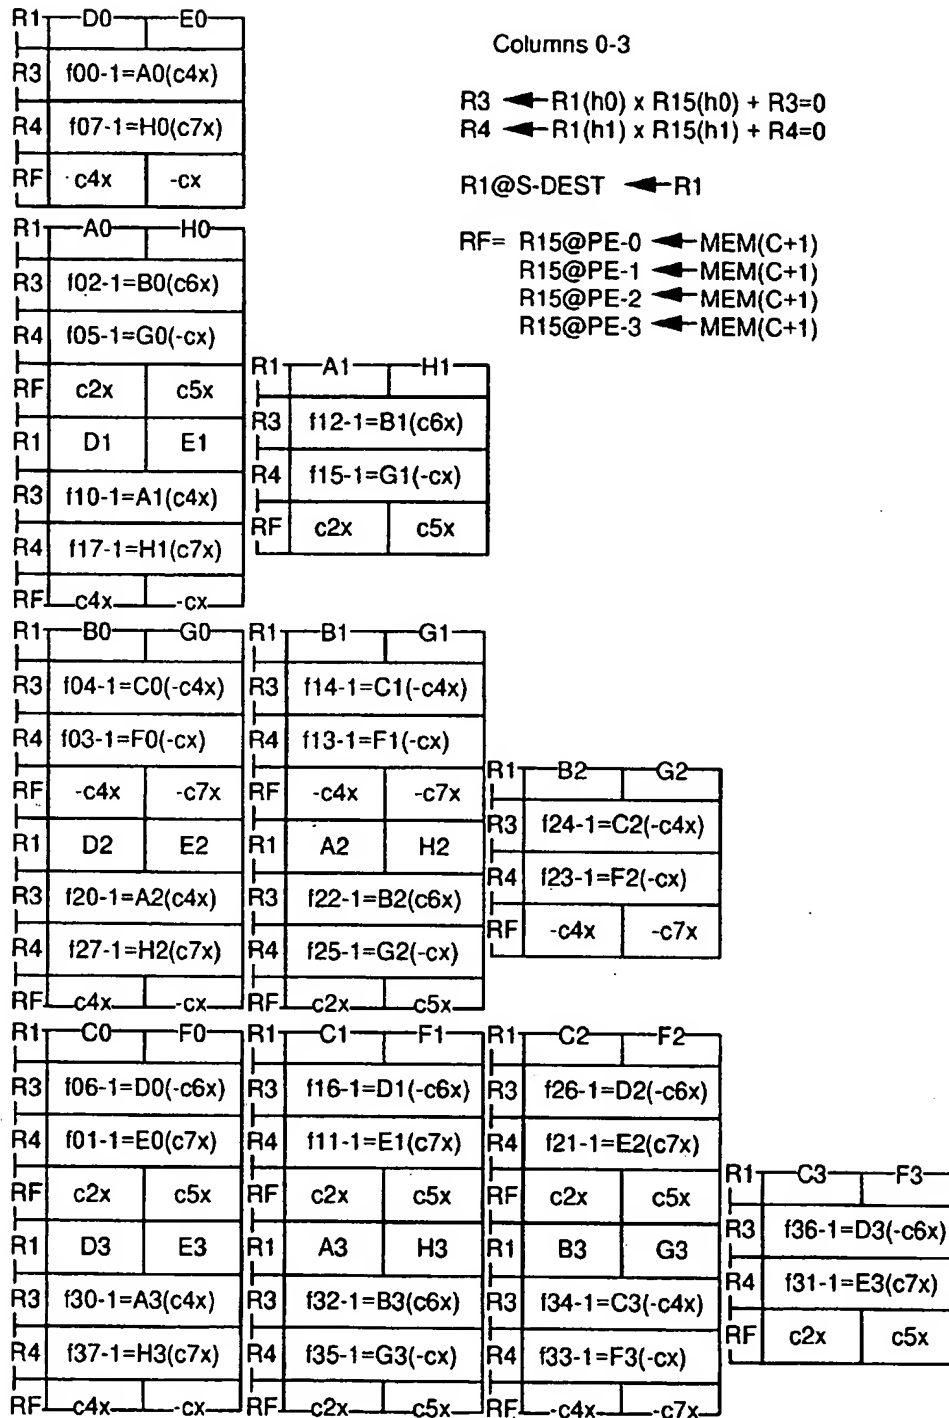 Columns 0-3
R3 ◄─ R1(h0) x R15(h0) + R3=0
R4 ◄─ R1(h1) x R15(h1) + R4=0
R1@S-DEST ◄─ R1
RF= R15@PE-0 ◄─ MEM(C+1)
R15@PE-1 ◄─ MEM(C+1)
R15@PE-2 ◄─ MEM(C+1)
R15@PE-3 ◄─ MEM(C+1)
R1 D0 E0
R3 f00-1=A0(c4x)
R4 f07-1=H0(c7x)
RF c4x -cx
R1 A0 H0
R3 f02-1=B0(c6x)
R4 f05-1=G0(-cx)
RF c2x c5x
R1 D1 E1
R3 f10-1=A1(c4x)
R4 f17-1=H1(c7x)
RF c4x -cx
R1 A1 H1
R3 f12-1=B1(c6x)
R4 f15-1=G1(-cx)
RF c2x c5x
R1 B0 G0
R3 f04-1=C0(-c4x)
R4 f03-1=F0(-cx)
RF -c4x -c7x
R1 D2 E2
R3 f20-1=A2(c4x)
R4 f27-1=H2(c7x)
RF c4x -cx
R1 B1 G1
R3 f14-1=C1(-c4x)
R4 f13-1=F1(-cx)
RF -c4x -c7x
R1 A2 H2
R3 f22-1=B2(c6x)
R4 f25-1=G2(-cx)
RF c2x c5x
R1 B2 G2
R3 f24-1=C2(-c4x)
R4 f23-1=F2(-cx)
RF -c4x -c7x
R1 C0 F0
R3 f06-1=D0(-c6x)
R4 f01-1=E0(c7x)
RF c2x c5x
R1 D3 E3
R3 f30-1=A3(c4x)
R4 f37-1=H3(c7x)
RF c4x -cx
R1 C1 F1
R3 f16-1=D1(-c6x)
R4 f11-1=E1(c7x)
RF c2x c5x
R1 A3 H3
R3 f32-1=B3(c6x)
R4 f35-1=G3(-cx)
RF c2x c5x
R1 C2 F2
R3 f26-1=D2(-c6x)
R4 f21-1=E2(c7x)
RF c2x c5x
R1 B3 G3
R3 f34-1=C3(-c4x)
R4 f33-1=F3(-cx)
RF -c4x -c7x
R1 C3 F3
R3 f36-1=D3(-c6x)
R4 f31-1=E3(c7x)
RF c2x c5x